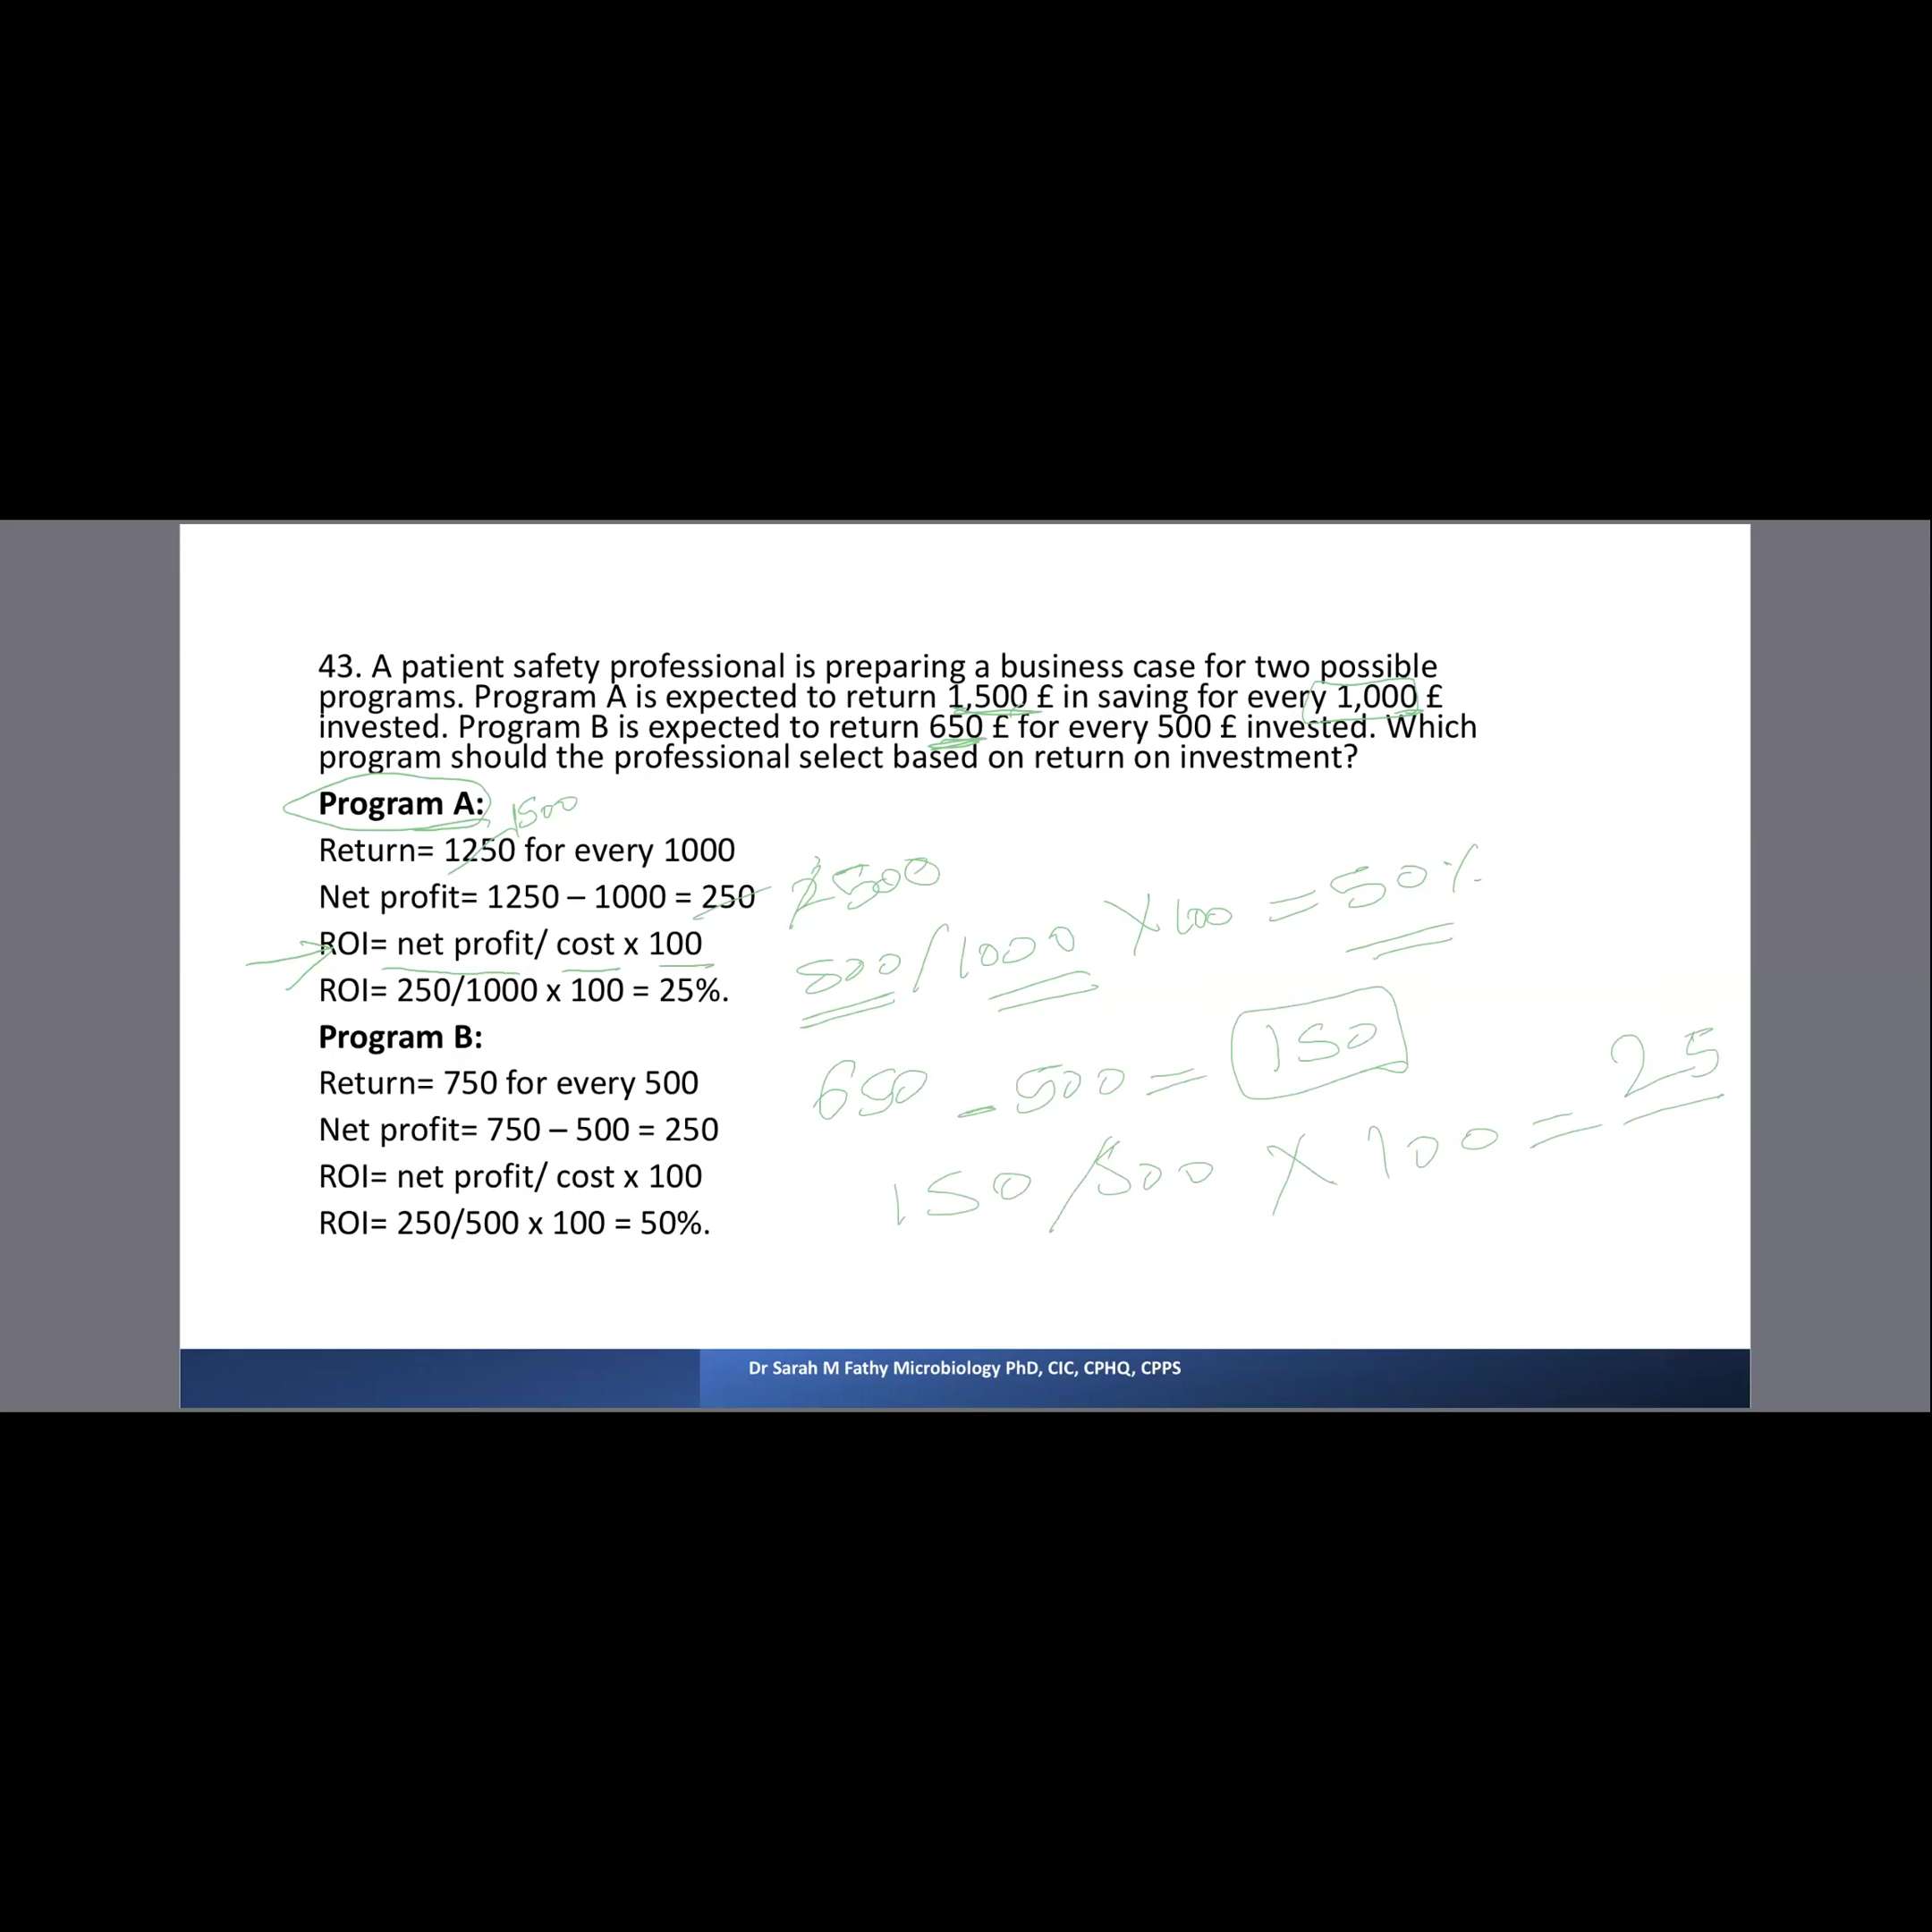 43. A patient safety professional is preparing a business case for two possible
programs. Program A is expected to return 1,500 £ in saving for every 1,000 £
invested. Program B is expected to return 650 £ for every 500 £ invested. Which
program should the professional select based on return on investment?
Program A:
1500
Return= 1250 for every 1000
Net profit= 1250 – 1000 = 250
500
ROI= net profit/ cost x 100
500/1000 X 100 = 50%
ROI= 250/1000 x 100 = 25%.
Program B:
650 - 500 = 150
Return= 750 for every 500
Net profit= 750 – 500 = 250
150/500 X 100 = 25
ROI= net profit/ cost x 100
ROI= 250/500 x 100 = 50%.
Dr Sarah M Fathy Microbiology PhD, CIC, CPHQ, CPPS